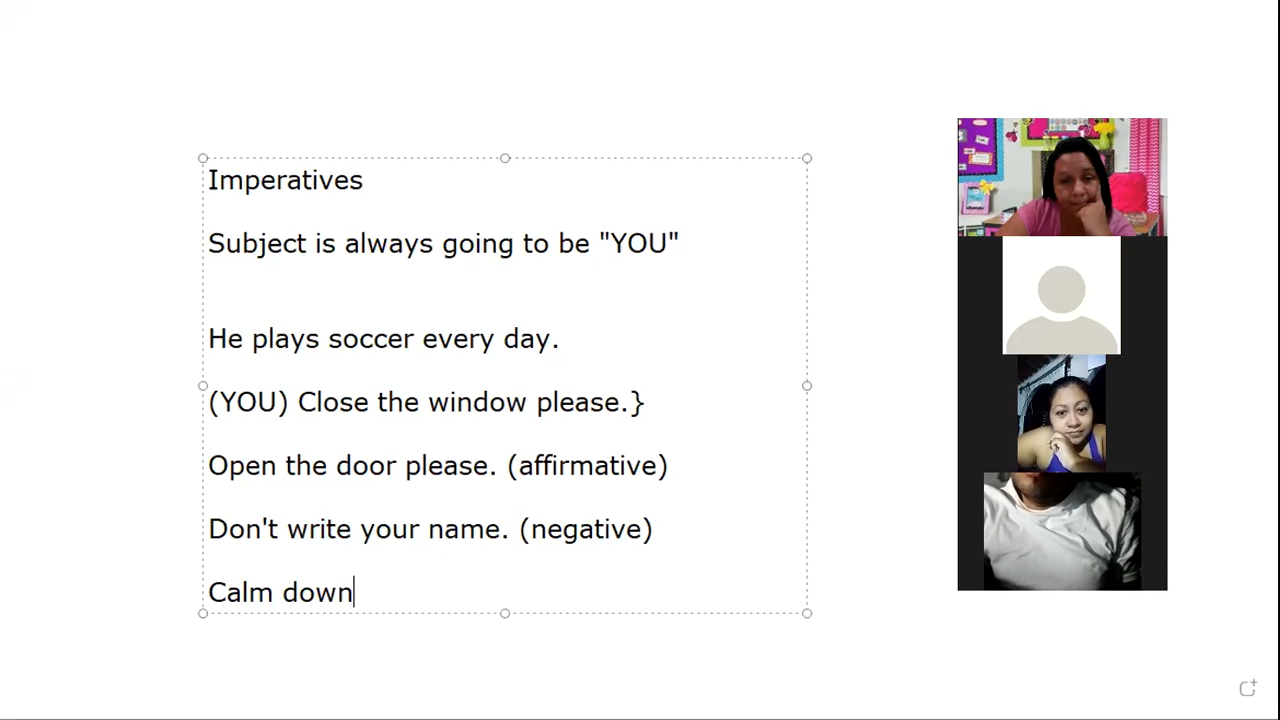 Imperatives
Subject is always going to be "YOU"
He plays soccer every day.
(YOU) Close the window please.}
Open the door please. (affirmative)
Don't write your name. (negative)
Calm down